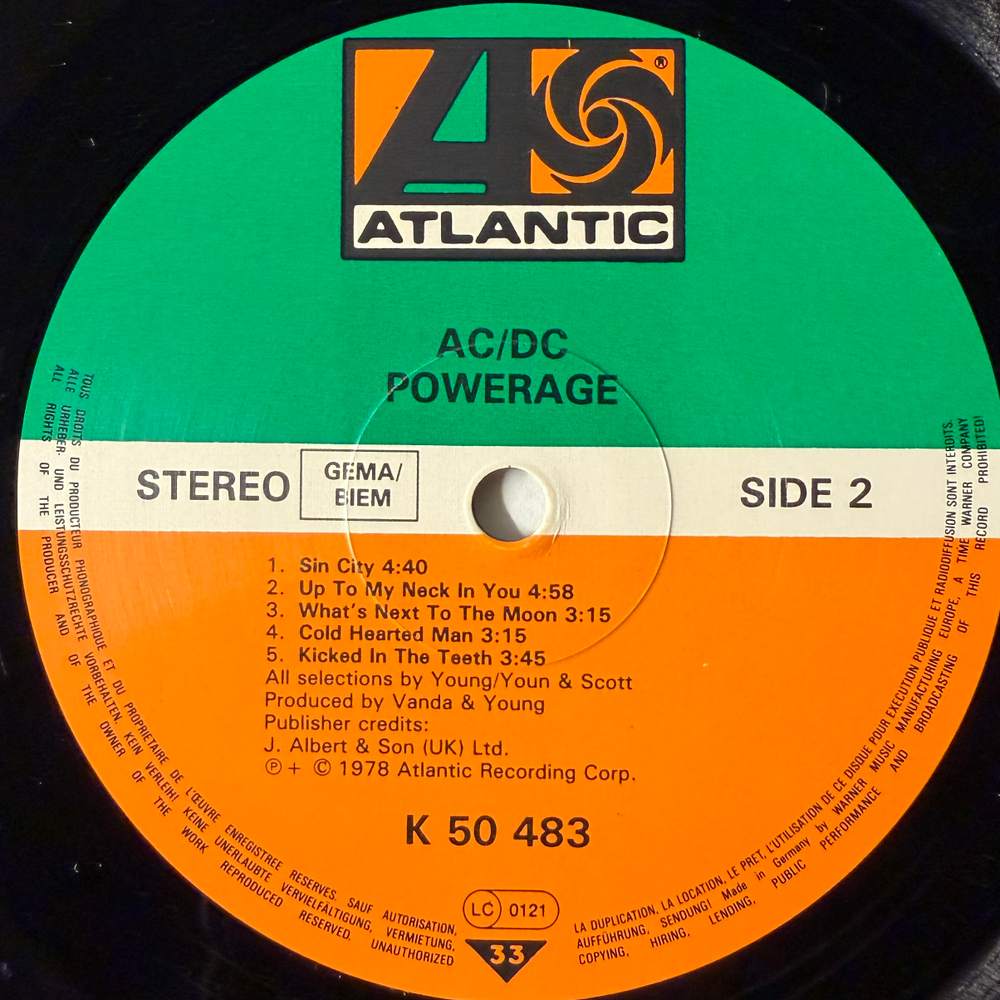 ®
ATLANTIC
AC/DC
POWERAGE
STEREO
GEMA/
BIEM
SIDE 2
1. Sin City 4:40
2. Up To My Neck In You 4:58
3. What's Next To The Moon 3:15
4. Cold Hearted Man 3:15
5. Kicked In The Teeth 3:45
All selections by Young/Youn & Scott
Produced by Vanda & Young
Publisher credits:
J. Albert & Son (UK) Ltd.
℗ + © 1978 Atlantic Recording Corp.
K 50 483
LC 0121
33
TOUS DROITS DU PRODUCTEUR PHONOGRAPHIQUE ET DU PROPRIETAIRE DE L'ŒUVRE ENREGISTREE RESERVES. SAUF AUTORISATION, LA DUPLICATION, LA LOCATION, LE PRET, L'UTILISATION DE CE DISQUE POUR EXECUTION PUBLIQUE ET RADIODIFFUSION SONT INTERDITS.
ALLE URHEBER- UND LEISTUNGSSCHUTZRECHTE VORBEHALTEN. KEIN VERLEIH! KEINE UNERLAUBTE VERVIELFÄLTIGUNG, VERMIETUNG, AUFFÜHRUNG, SENDUNG! Made in Germany by WARNER MUSIC MANUFACTURING EUROPE, A TIME WARNER COMPANY
ALL RIGHTS OF THE PRODUCER AND OF THE OWNER OF THE WORK REPRODUCED RESERVED. UNAUTHORIZED COPYING, HIRING, LENDING, PUBLIC PERFORMANCE AND BROADCASTING OF THIS RECORD PROHIBITED!